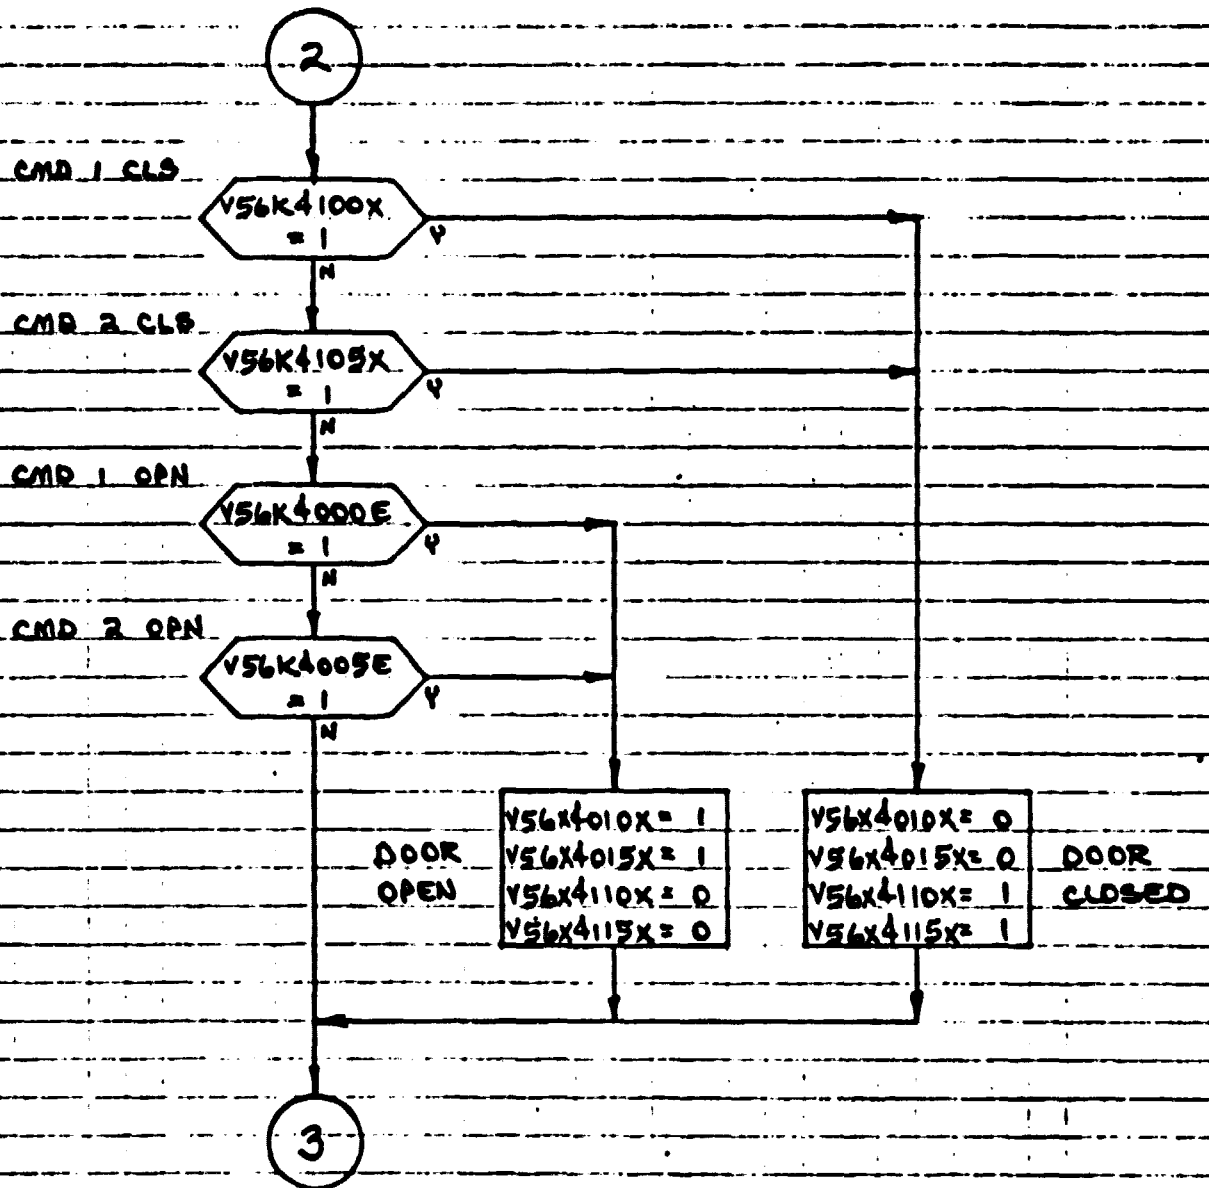 2
CMD 1 CLS
V56K4100X
= 1
Y
N
CMD 2 CLS
V56K4105X
= 1
Y
N
CMD 1 OPN
V56K4000E
= 1
Y
N
CMD 2 OPN
V56K4005E
= 1
Y
N
DOOR
OPEN
V56X4010X= 1
V56X4015X= 1
V56X4110X= 0
V56X4115X= 0
V56X4010X= 0
V56X4015X= 0
V56X4110X= 1
V56X4115X= 1
DOOR
CLOSED
3